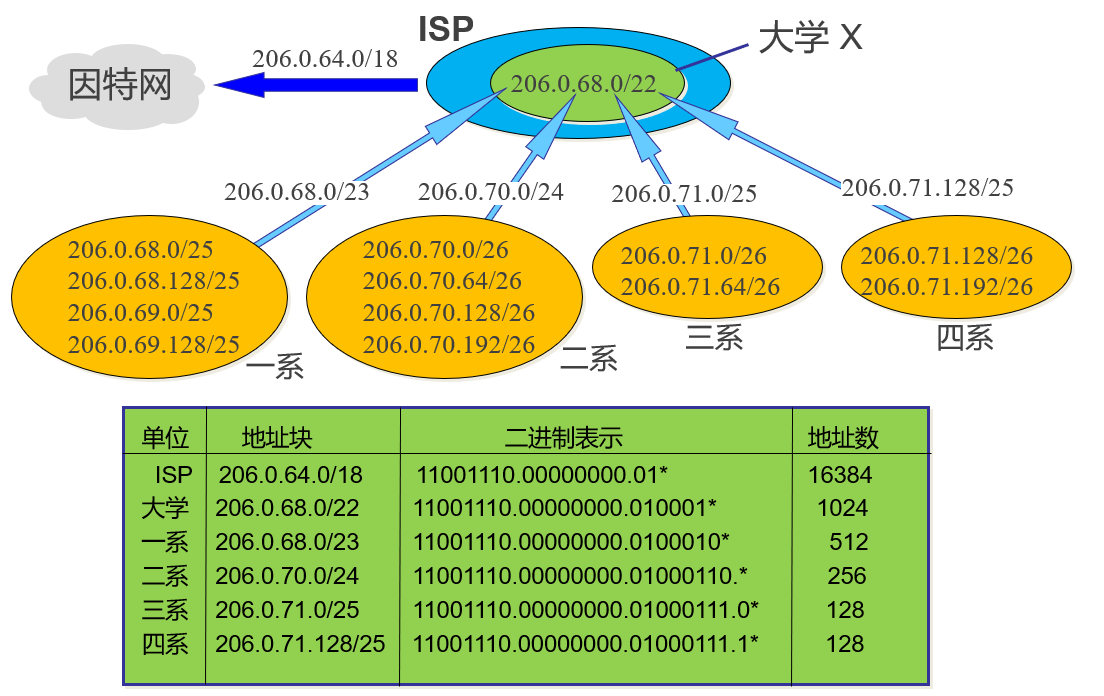 ISP
大学 X
206.0.64.0/18
因特网
206.0.68.0/22
206.0.68.0/23
206.0.70.0/24
206.0.71.0/25
206.0.71.128/25
206.0.68.0/25
206.0.68.128/25
206.0.69.0/25
206.0.69.128/25
一系
206.0.70.0/26
206.0.70.64/26
206.0.70.128/26
206.0.70.192/26
二系
206.0.71.0/26
206.0.71.64/26
三系
206.0.71.128/26
206.0.71.192/26
四系
单位 地址块 二进制表示 地址数
ISP 206.0.64.0/18 11001110.00000000.01* 16384
大学 206.0.68.0/22 11001110.00000000.010001* 1024
一系 206.0.68.0/23 11001110.00000000.0100010* 512
二系 206.0.70.0/24 11001110.00000000.01000110.* 256
三系 206.0.71.0/25 11001110.00000000.01000111.0* 128
四系 206.0.71.128/25 11001110.00000000.01000111.1* 128